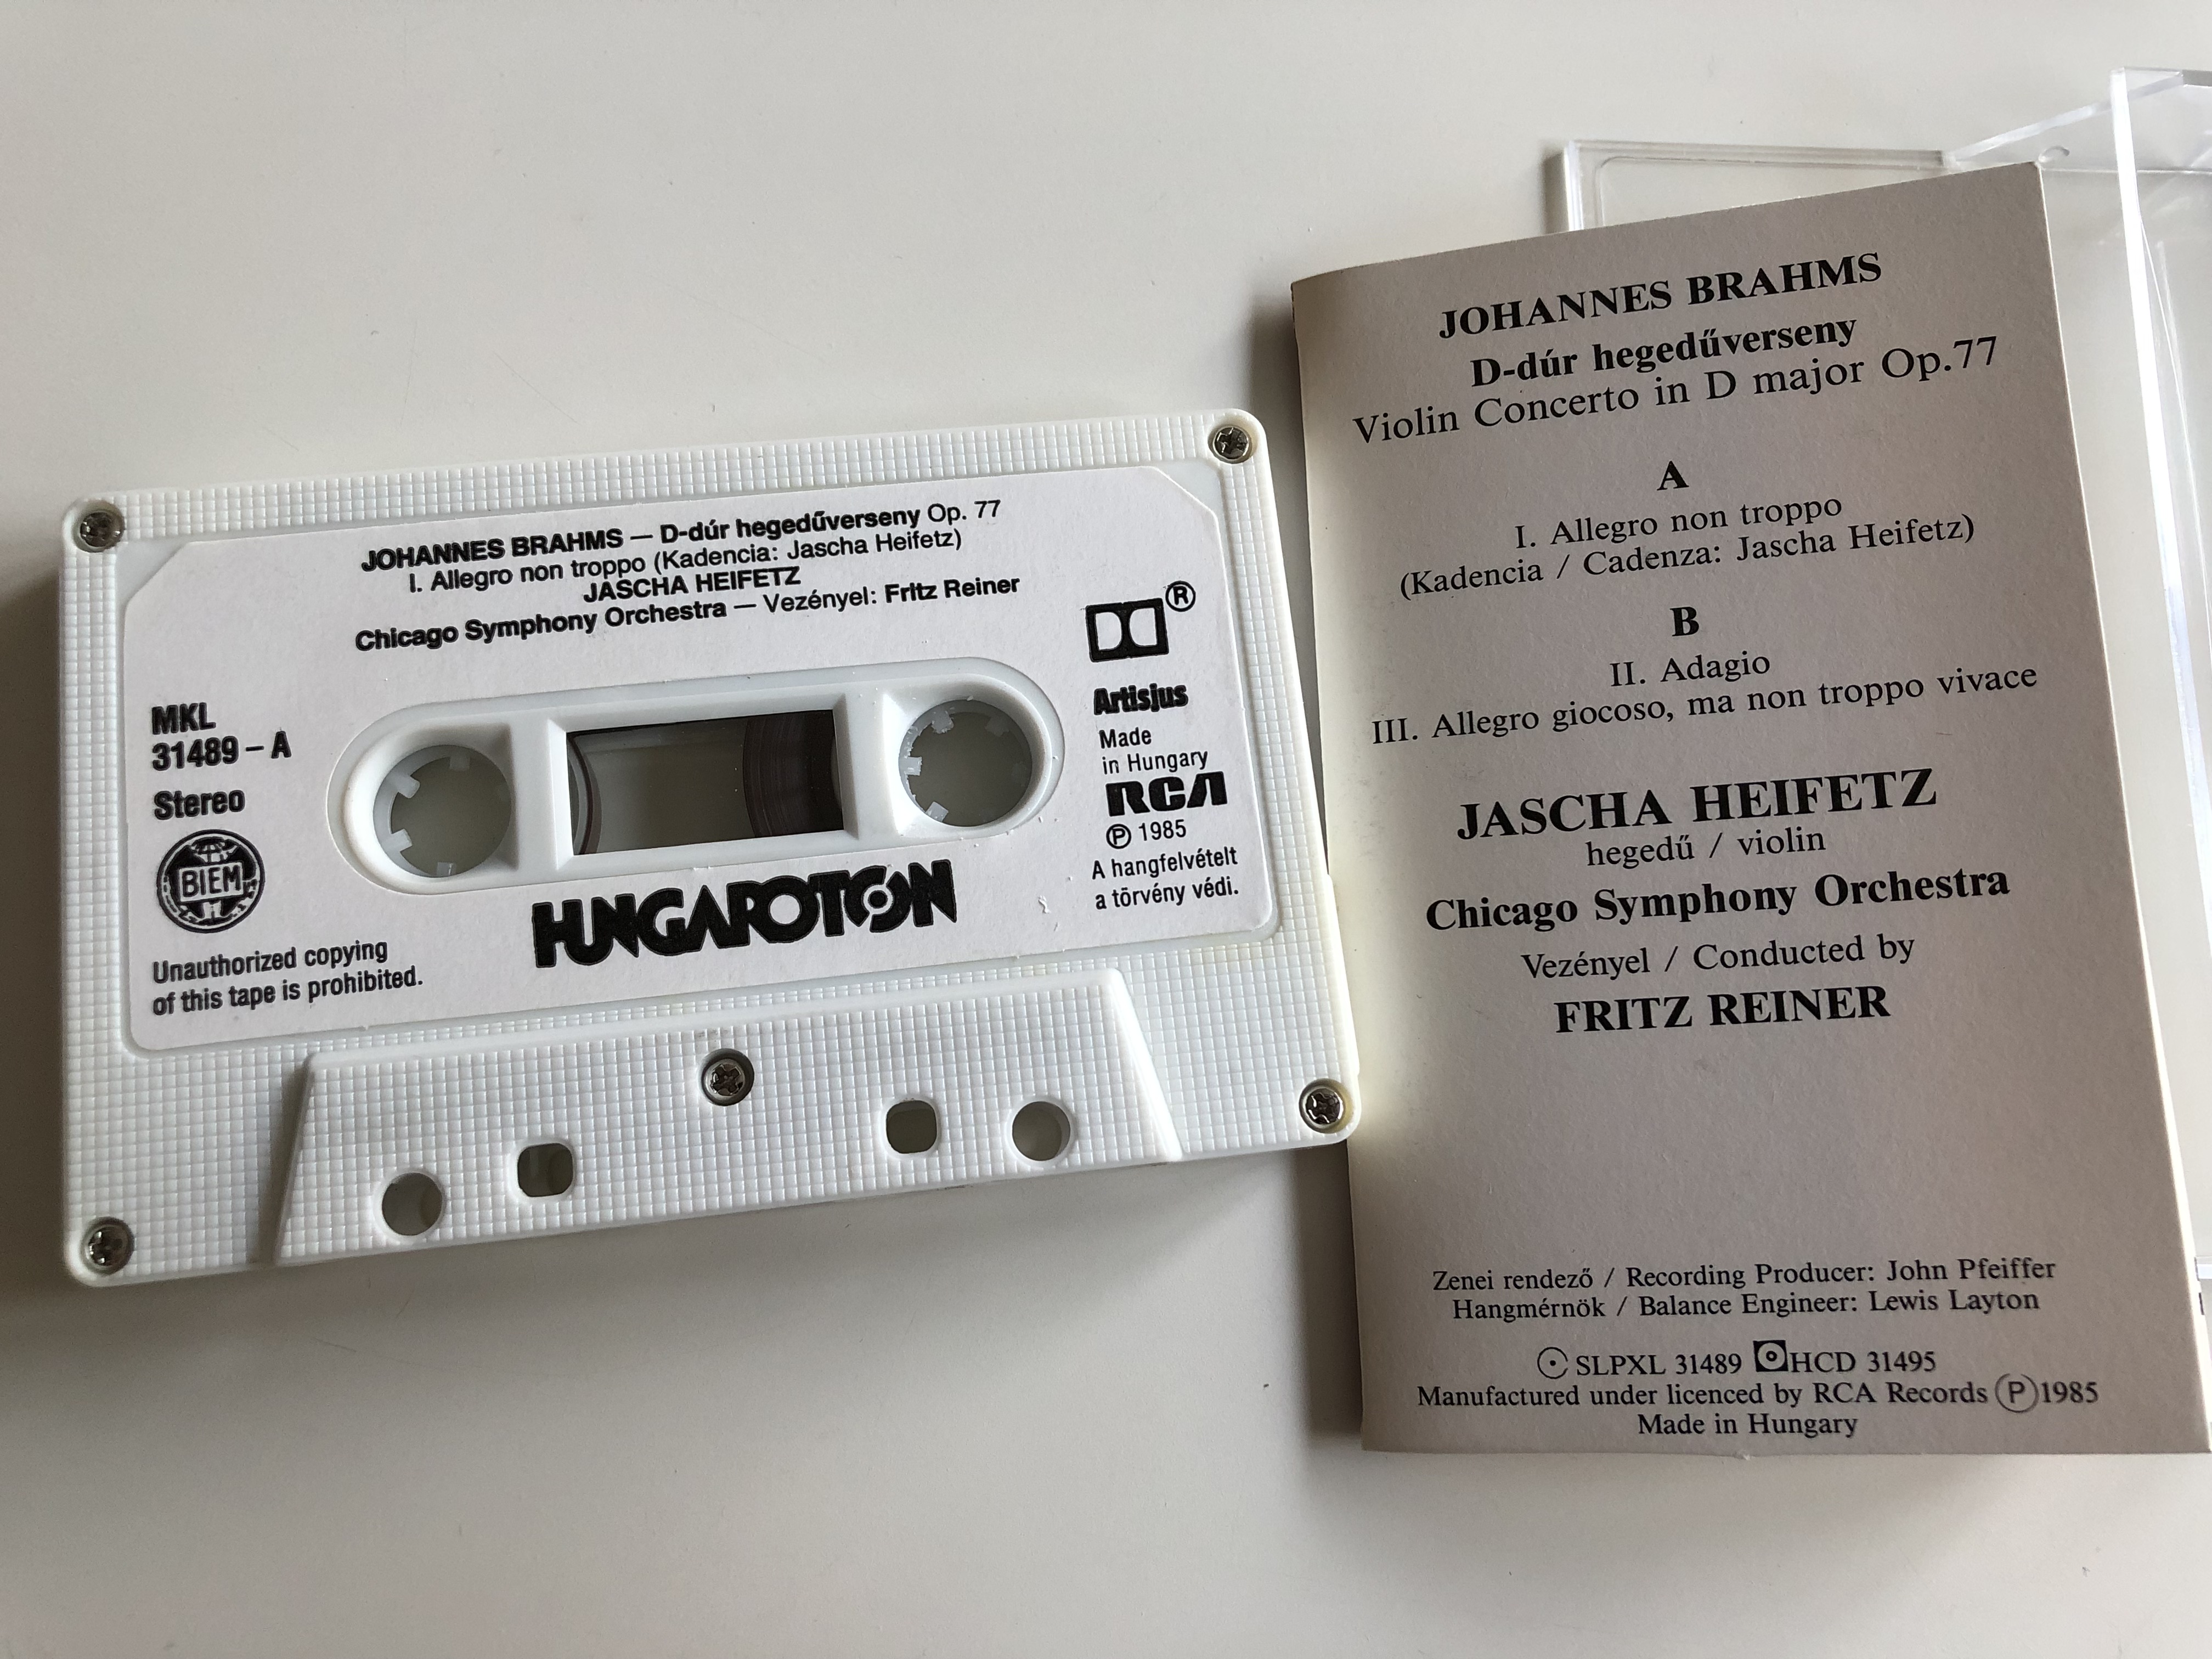 JOHANNES BRAHMS — D-dúr hegedűverseny Op. 77
I. Allegro non troppo (Kadencia: Jascha Heifetz)
JASCHA HEIFETZ
Chicago Symphony Orchestra — Vezényel: Fritz Reiner
MKL
31489 – A
Stereo
BIEM
Unauthorized copying
of this tape is prohibited.
HUNGAROTON
®
Artisjus
Made
in Hungary
RCA
Ⓟ 1985
A hangfelvételt
a törvény védi.
JOHANNES BRAHMS
D-dúr hegedűverseny
Violin Concerto in D major Op.77
A
I. Allegro non troppo
(Kadencia / Cadenza: Jascha Heifetz)
B
II. Adagio
III. Allegro giocoso, ma non troppo vivace
JASCHA HEIFETZ
hegedű / violin
Chicago Symphony Orchestra
Vezényel / Conducted by
FRITZ REINER
Zenei rendező / Recording Producer: John Pfeiffer
Hangmérnök / Balance Engineer: Lewis Layton
SLPXL 31489 HCD 31495
Manufactured under licenced by RCA Records Ⓟ1985
Made in Hungary